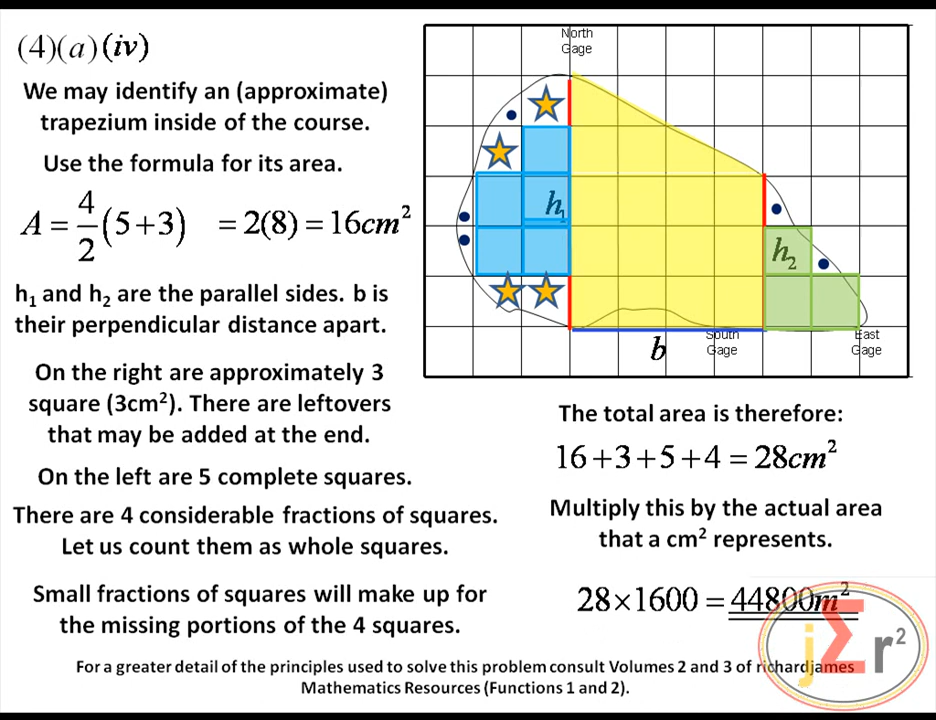 (4)(a)(iv)
We may identify an (approximate)
trapezium inside of the course.
Use the formula for its area.
A = 4/2 (5+3) = 2(8) = 16cm²
h₁ and h₂ are the parallel sides. b is
their perpendicular distance apart.
On the right are approximately 3
square (3cm²). There are leftovers
that may be added at the end.
On the left are 5 complete squares.
There are 4 considerable fractions of squares.
Let us count them as whole squares.
Small fractions of squares will make up for
the missing portions of the 4 squares.
North
Gage
h₁
h₂
b
South
Gage
East
Gage
The total area is therefore:
16+3+5+4 = 28cm²
Multiply this by the actual area
that a cm² represents.
28×1600 = 44800m²
jΣr²
For a greater detail of the principles used to solve this problem consult Volumes 2 and 3 of richardjames
Mathematics Resources (Functions 1 and 2).